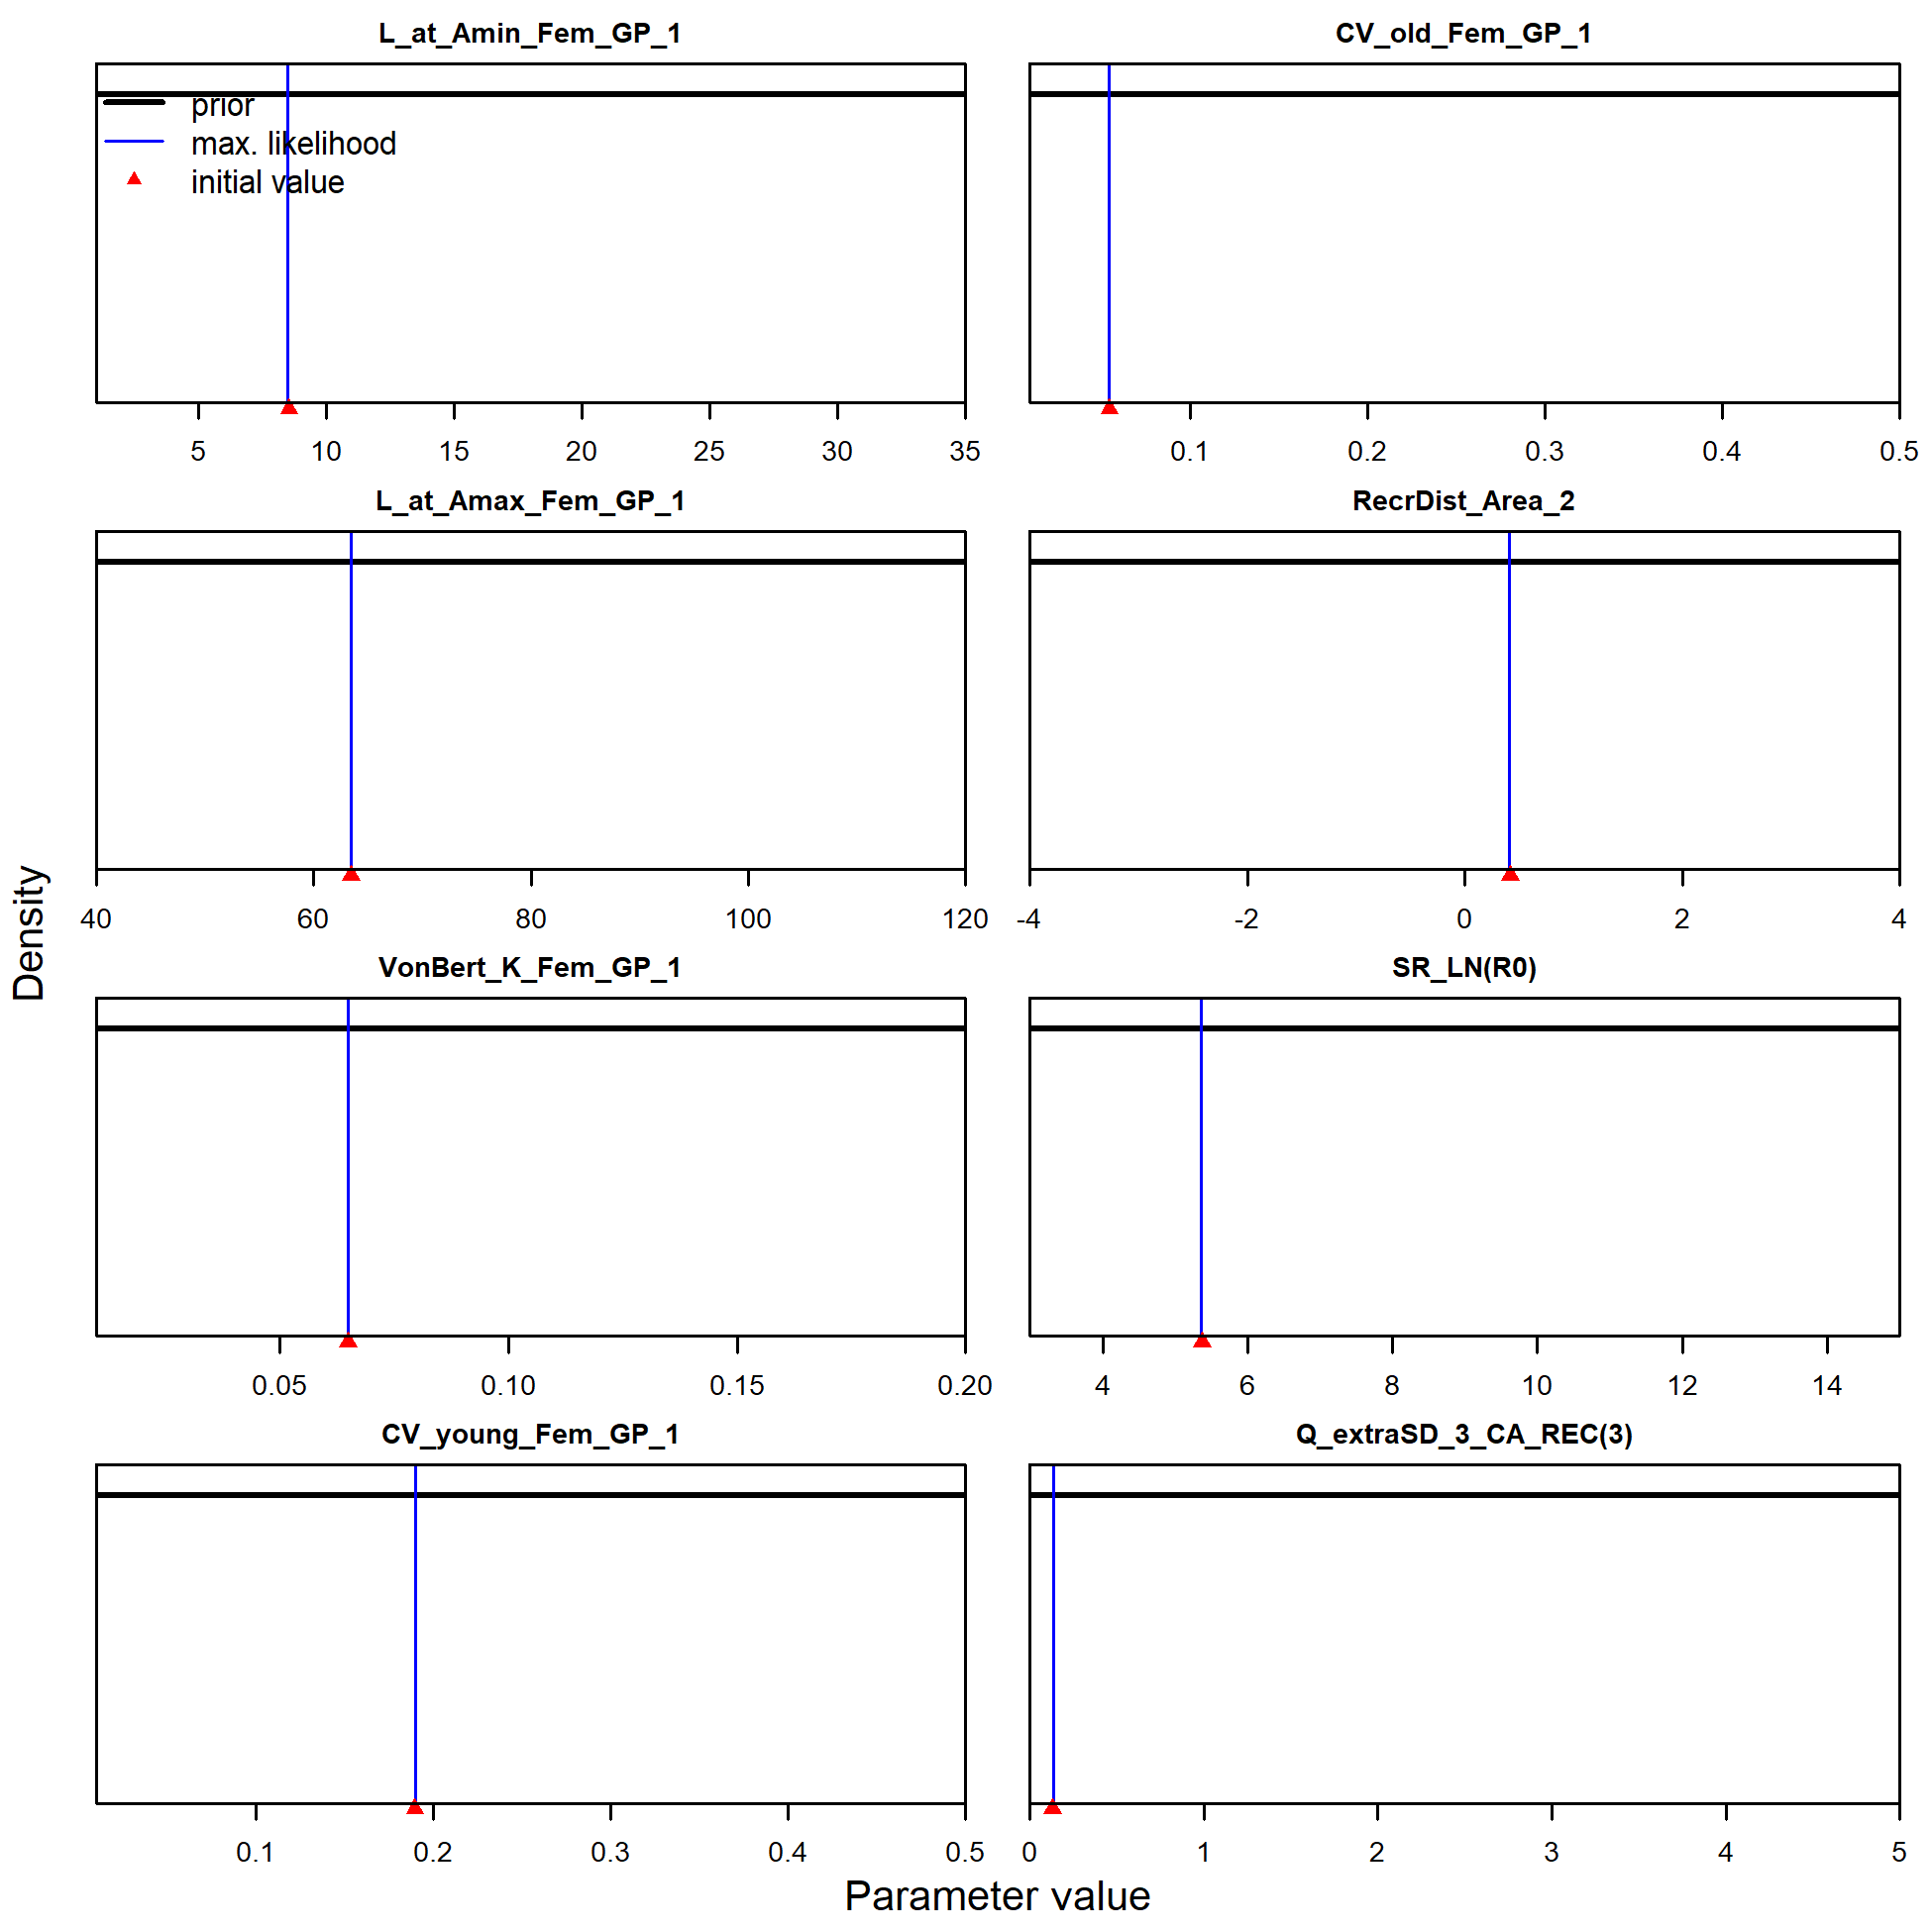 L_at_Amin_Fem_GP_1
prior
max. likelihood
initial value
5 10 15 20 25 30 35
CV_old_Fem_GP_1
0.1 0.2 0.3 0.4 0.5
L_at_Amax_Fem_GP_1
40 60 80 100 120
RecrDist_Area_2
-4 -2 0 2 4
VonBert_K_Fem_GP_1
0.05 0.10 0.15 0.20
SR_LN(R0)
4 6 8 10 12 14
CV_young_Fem_GP_1
0.1 0.2 0.3 0.4 0.5
Q_extraSD_3_CA_REC(3)
0 1 2 3 4 5
Density
Parameter value